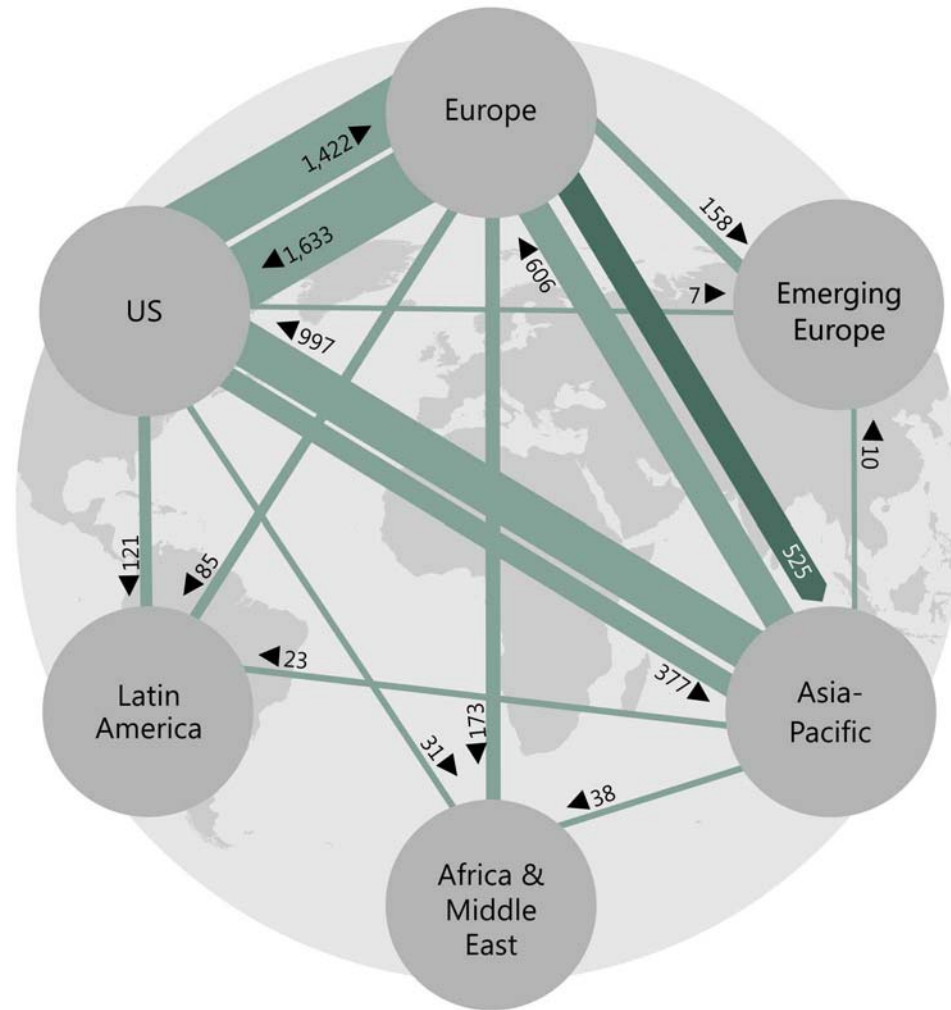 Europe
1,422
1,633
US
997
606
158
7
Emerging
Europe
10
525
121
85
23
377
Latin
America
31
173
38
Asia-
Pacific
Africa &
Middle
East